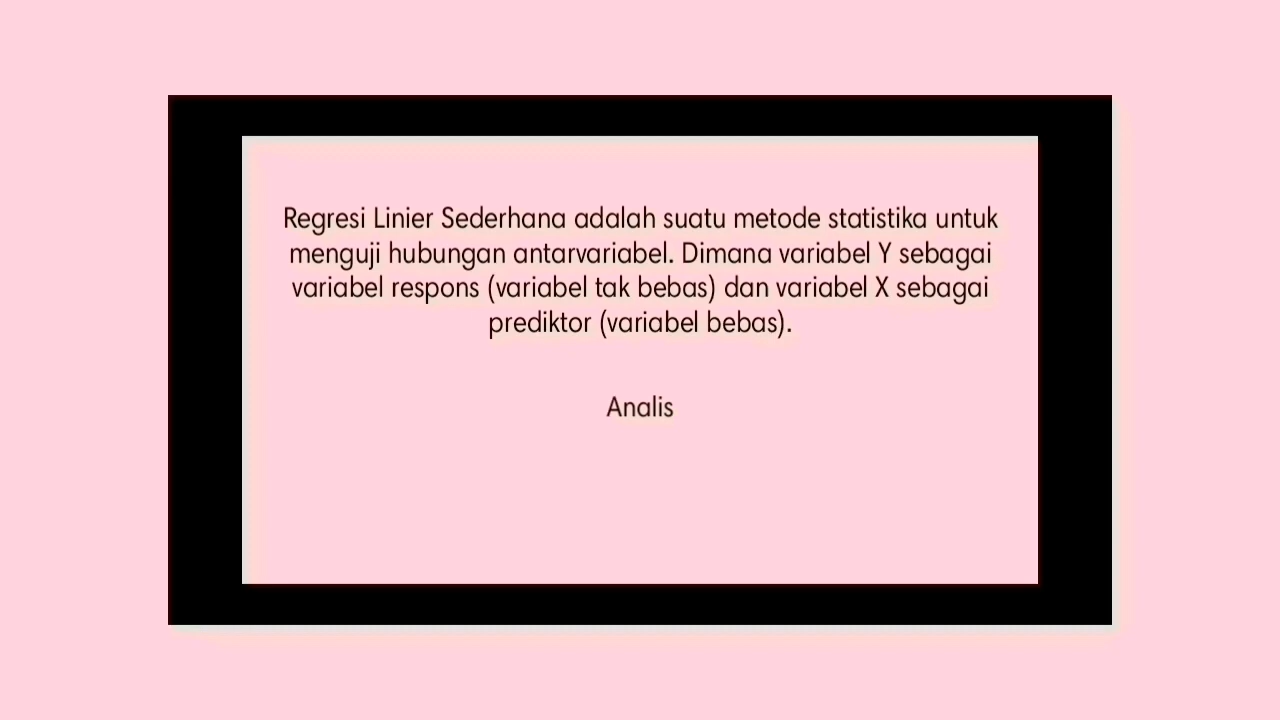 Regresi Linier Sederhana adalah suatu metode statistika untuk
menguji hubungan antarvariabel. Dimana variabel Y sebagai
variabel respons (variabel tak bebas) dan variabel X sebagai
prediktor (variabel bebas).
Analis